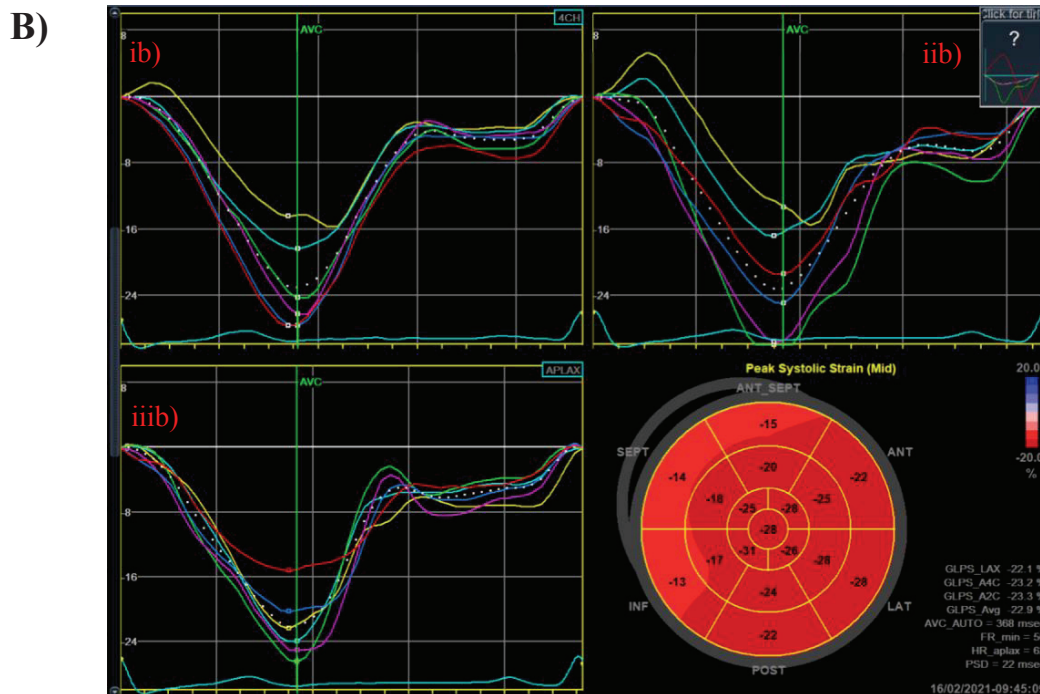 B)
8
-8
-16
-24
ib)
AVC
4CH
8
-8
-16
-24
iib)
AVC
Click for
?
8
-8
-16
-24
iiib)
AVC
APLAX
Peak Systolic Strain (Mid)
ANT_SEPT
SEPT
ANT
INF
LAT
POST
-15
-14
-22
-20
-18
-25
-25
-28
-28
-31
-26
-17
-28
-13
-28
-24
-22
20.0
-20.0
%
GLPS_LAX -22.1 %
GLPS_A4C -23.2 %
GLPS_A2C -23.3 %
GLPS_Avg -22.9 %
AVC_AUTO = 368 msec
FR_min = 5
HR_aplax = 6
PSD = 22 msec
16/02/2021-09:45:0